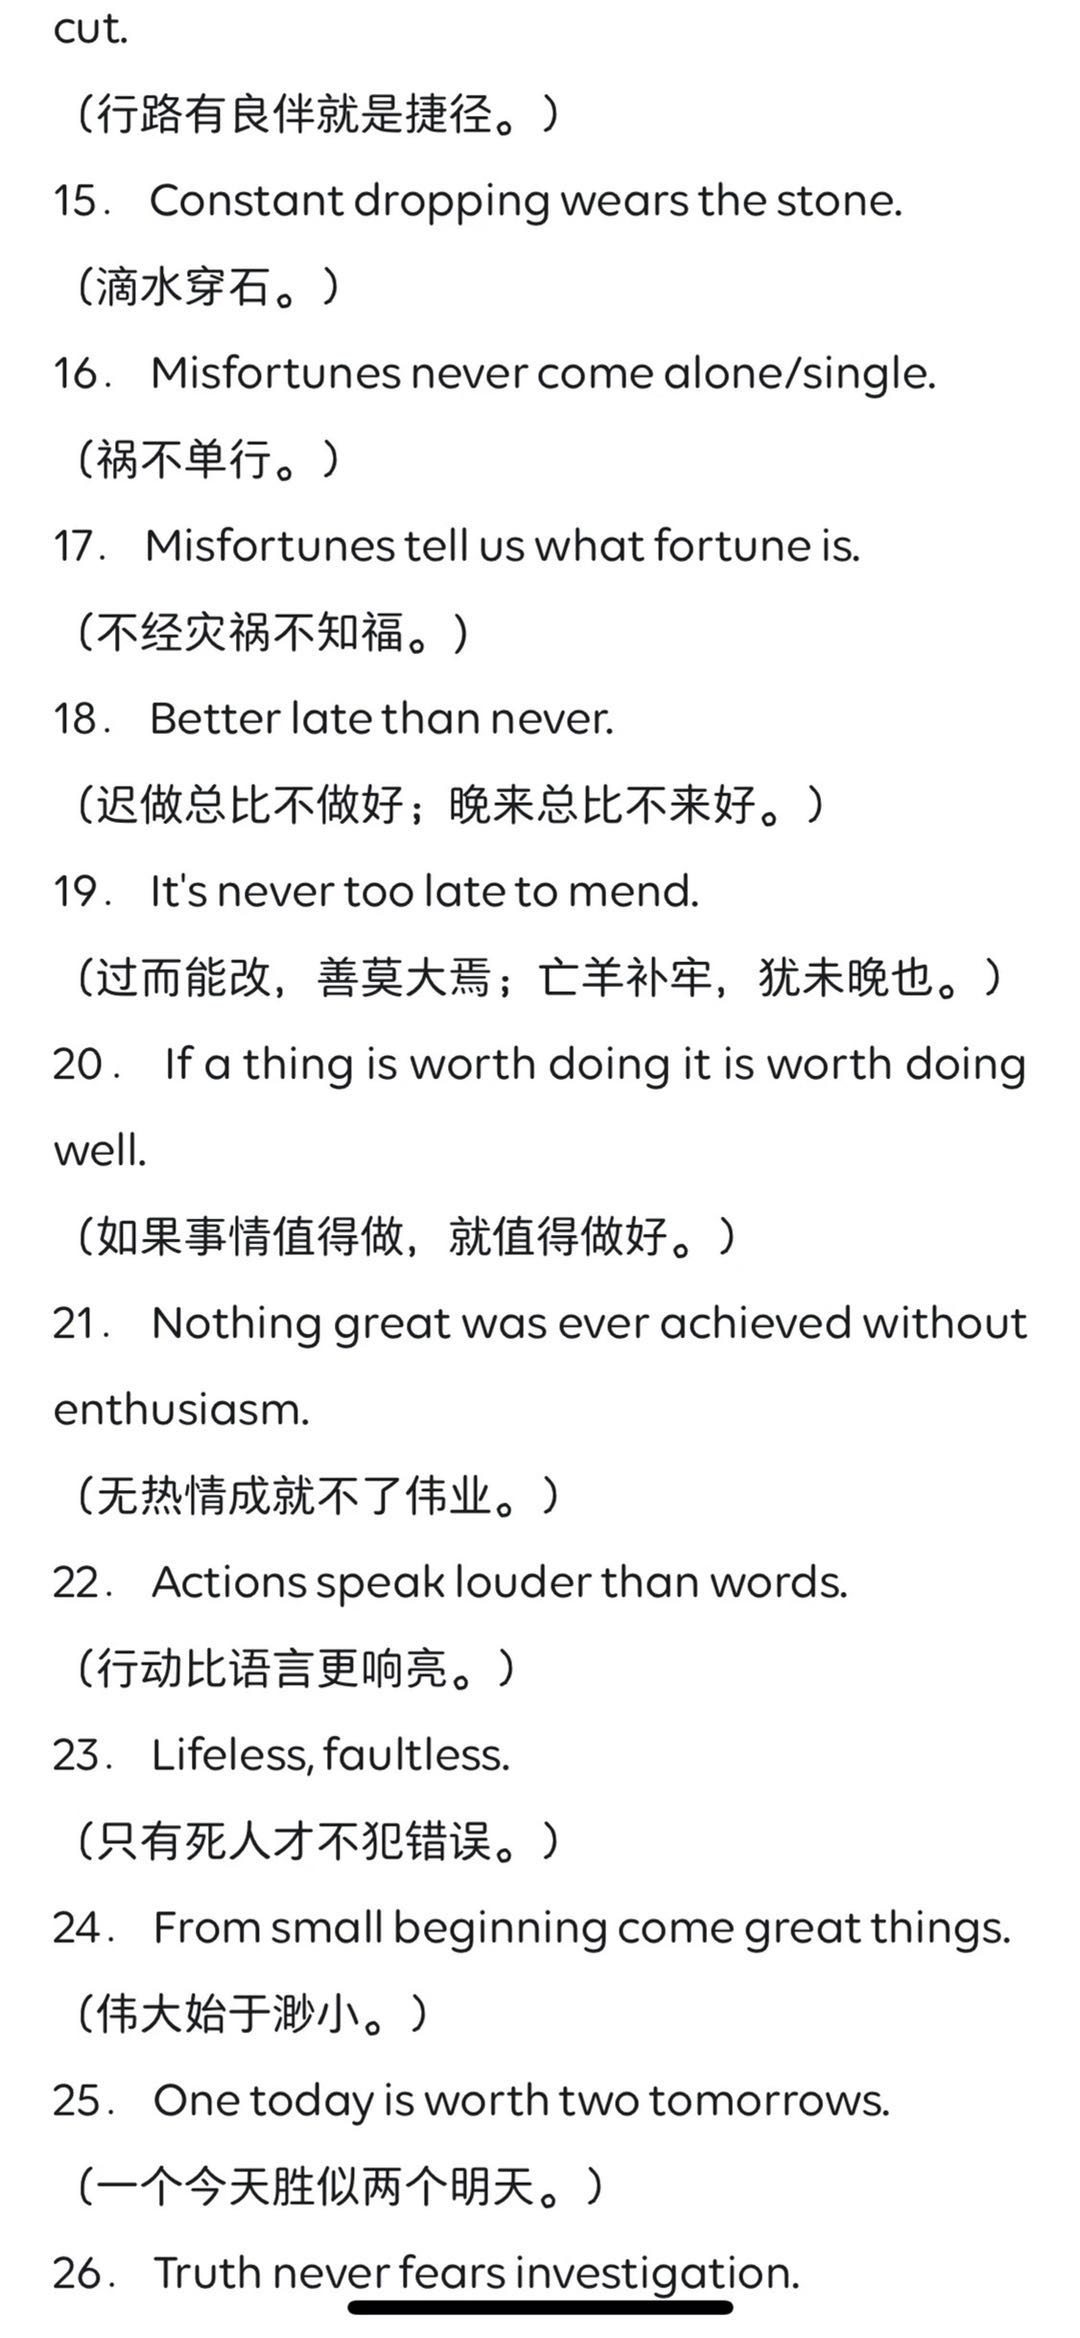 cut.
（行路有良伴就是捷径。）
15． Constant dropping wears the stone.
（滴水穿石。）
16． Misfortunes never come alone/single.
（祸不单行。）
17． Misfortunes tell us what fortune is.
（不经灾祸不知福。）
18． Better late than never.
（迟做总比不做好；晚来总比不来好。）
19． It's never too late to mend.
（过而能改，善莫大焉；亡羊补牢，犹未晚也。）
20． If a thing is worth doing it is worth doing
well.
（如果事情值得做，就值得做好。）
21． Nothing great was ever achieved without
enthusiasm.
（无热情成就不了伟业。）
22． Actions speak louder than words.
（行动比语言更响亮。）
23． Lifeless, faultless.
（只有死人才不犯错误。）
24． From small beginning come great things.
（伟大始于渺小。）
25． One today is worth two tomorrows.
（一个今天胜似两个明天。）
26． Truth never fears investigation.